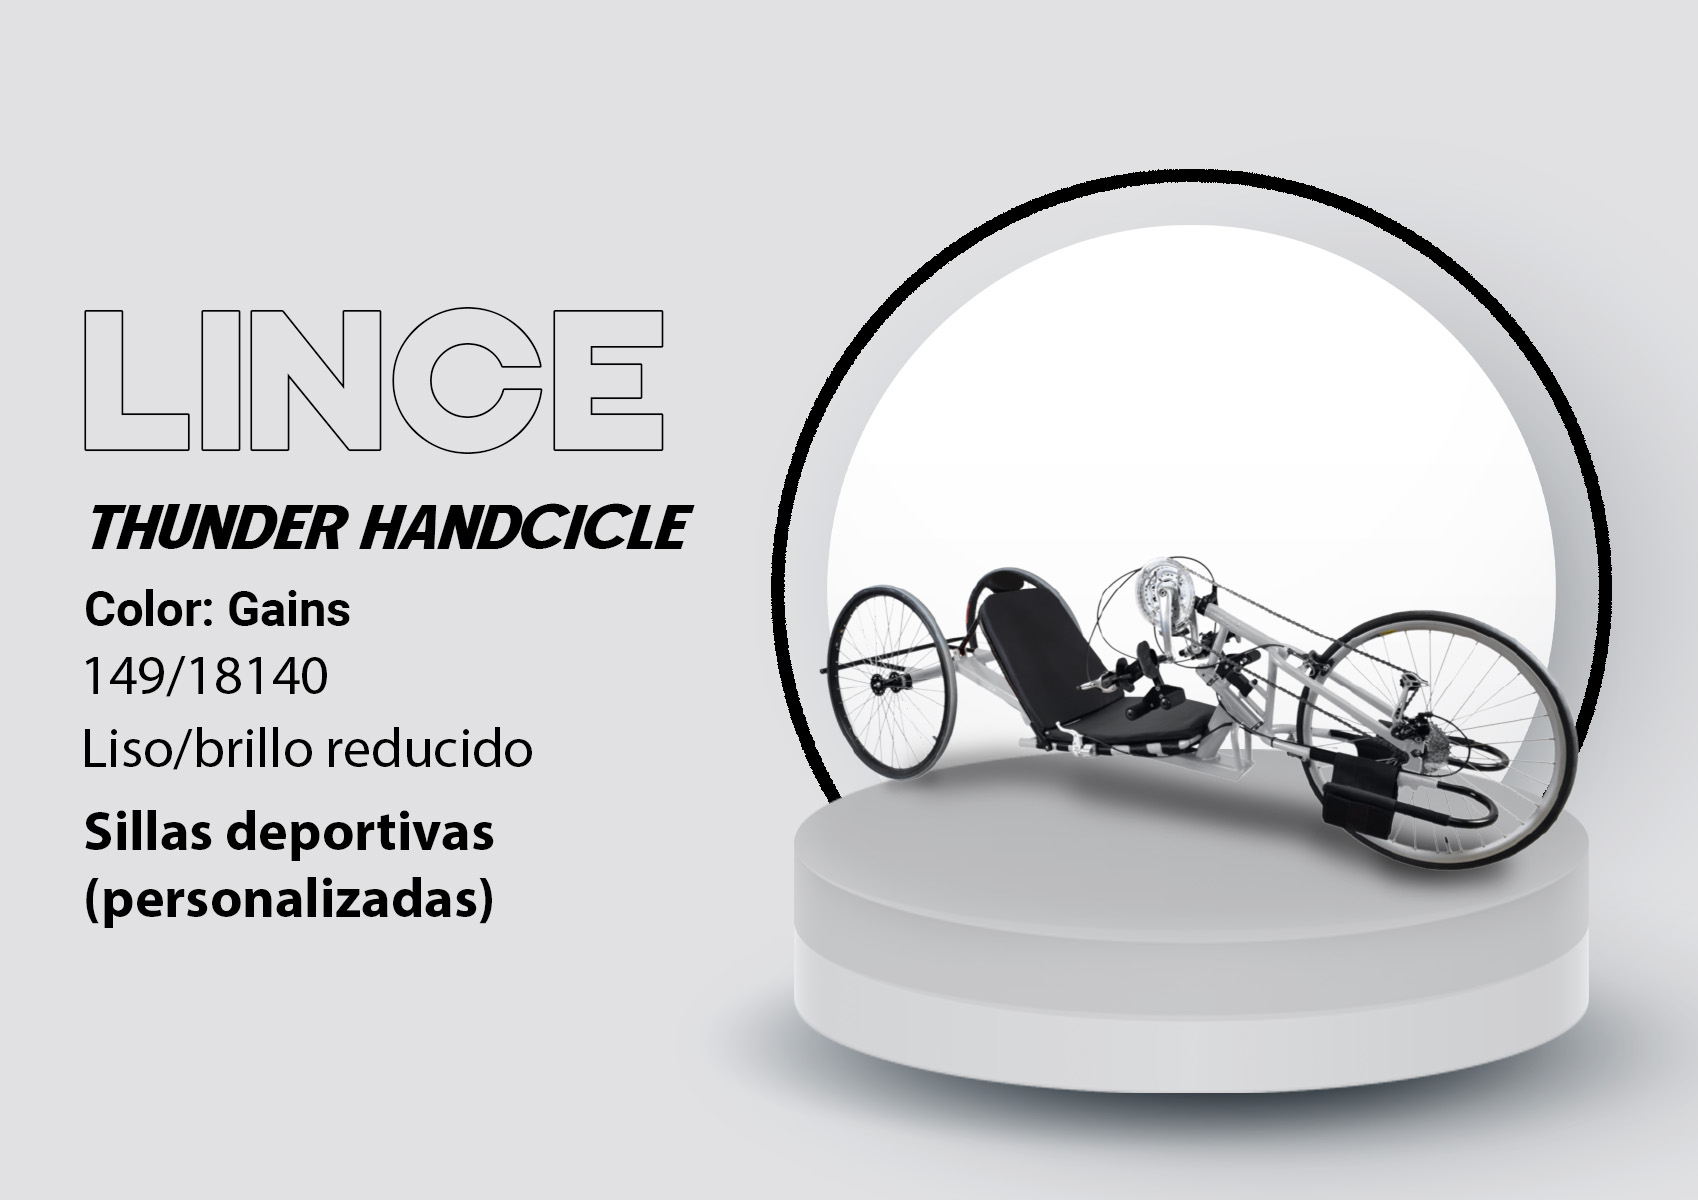 LINCE
THUNDER HANDCICLE
Color: Gains
149/18140
Liso/brillo reducido
Sillas deportivas
(personalizadas)